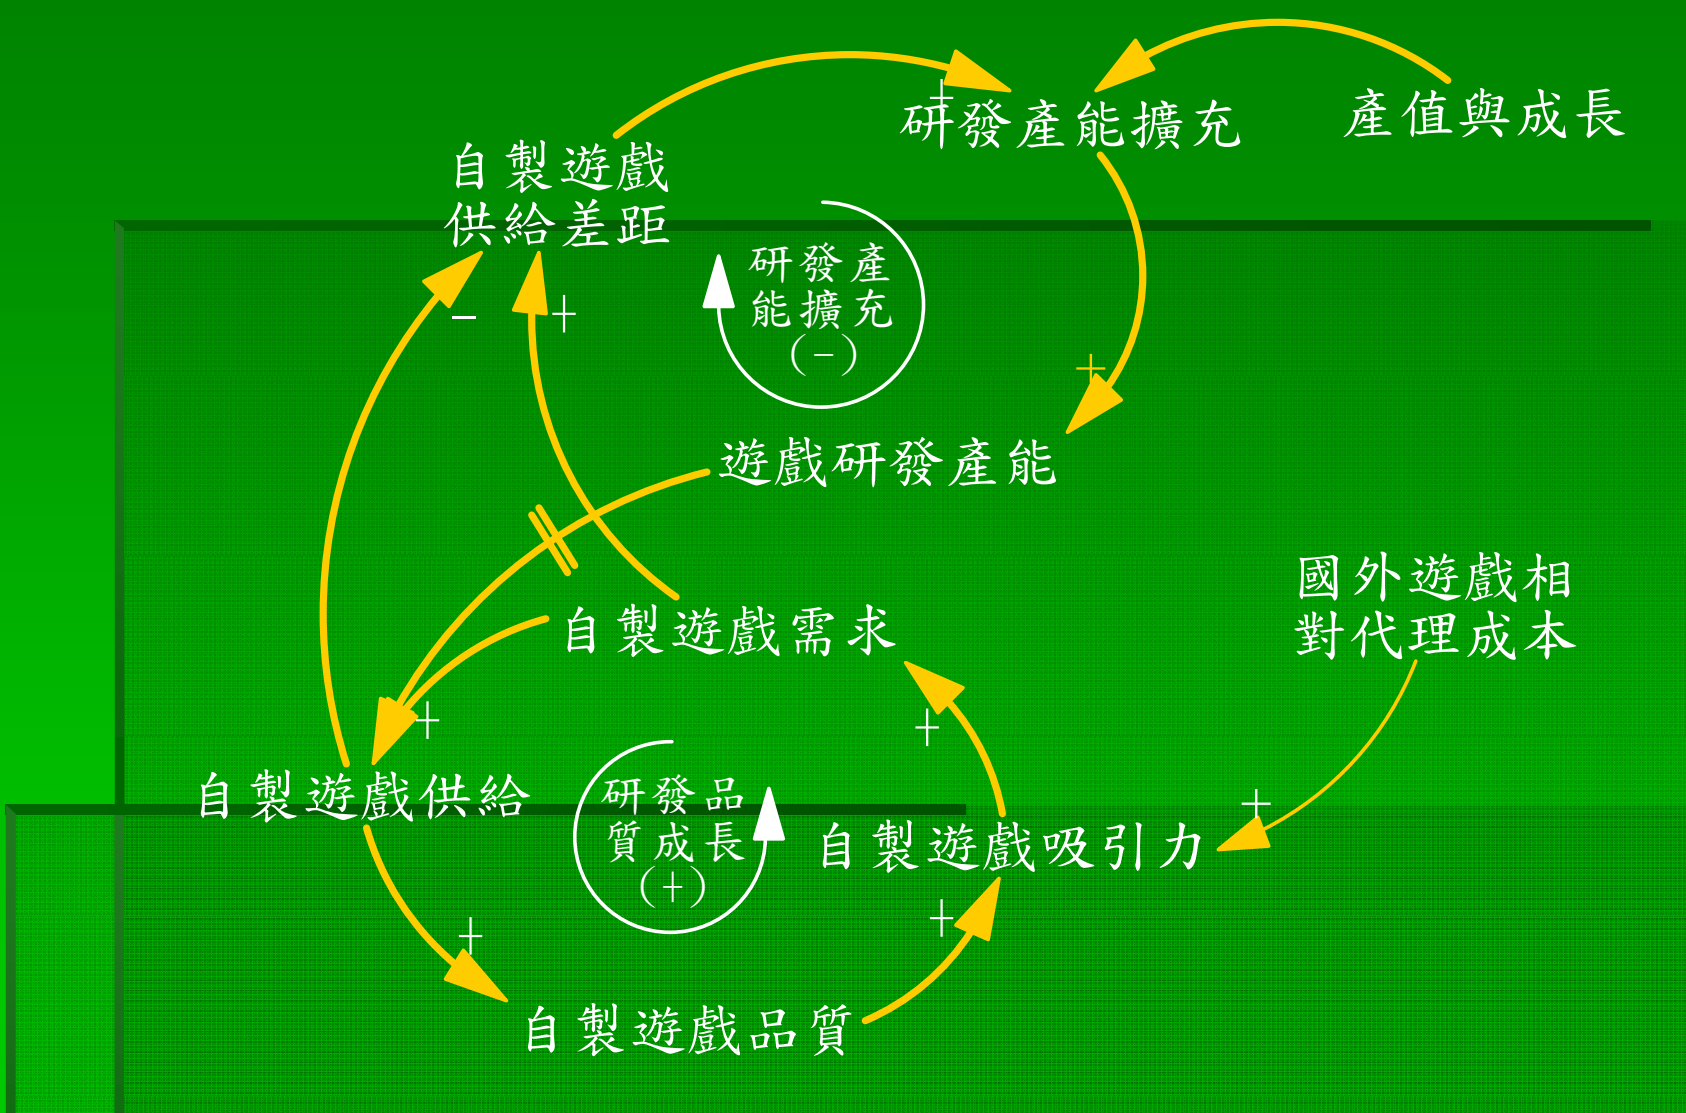 +
研發產能擴充
產值與成長
自製遊戲
供給差距
-
+
研發產
能擴充
(-)
+
遊戲研發產能
國外遊戲相
對代理成本
自製遊戲需求
+
+
自製遊戲供給
研發品
質成長
(+)
+
自製遊戲吸引力
+
+
自製遊戲品質